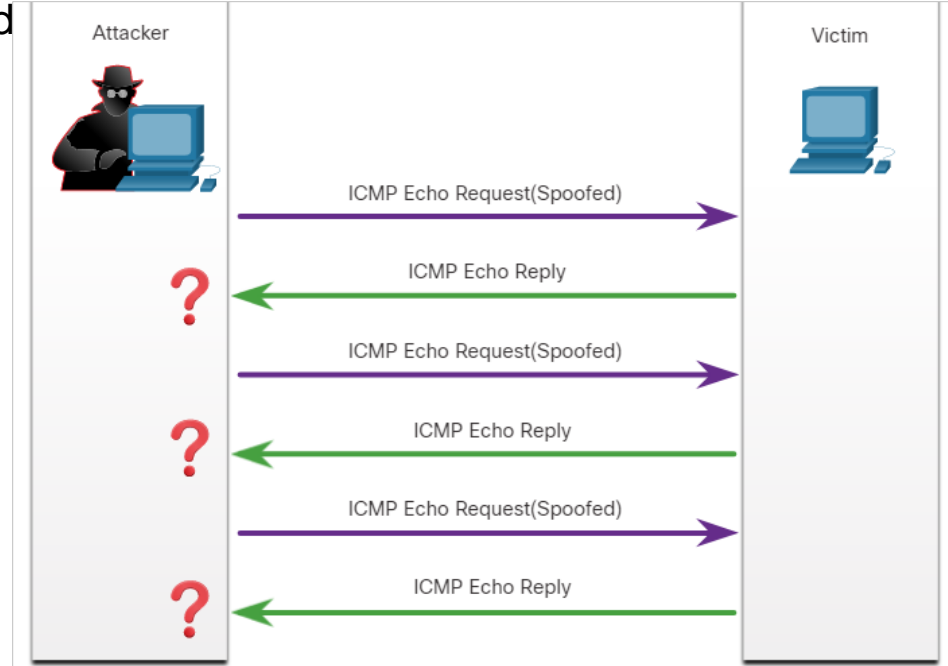 d
Attacker
Victim
ICMP Echo Request(Spoofed)
ICMP Echo Reply
ICMP Echo Request(Spoofed)
ICMP Echo Reply
ICMP Echo Request(Spoofed)
ICMP Echo Reply